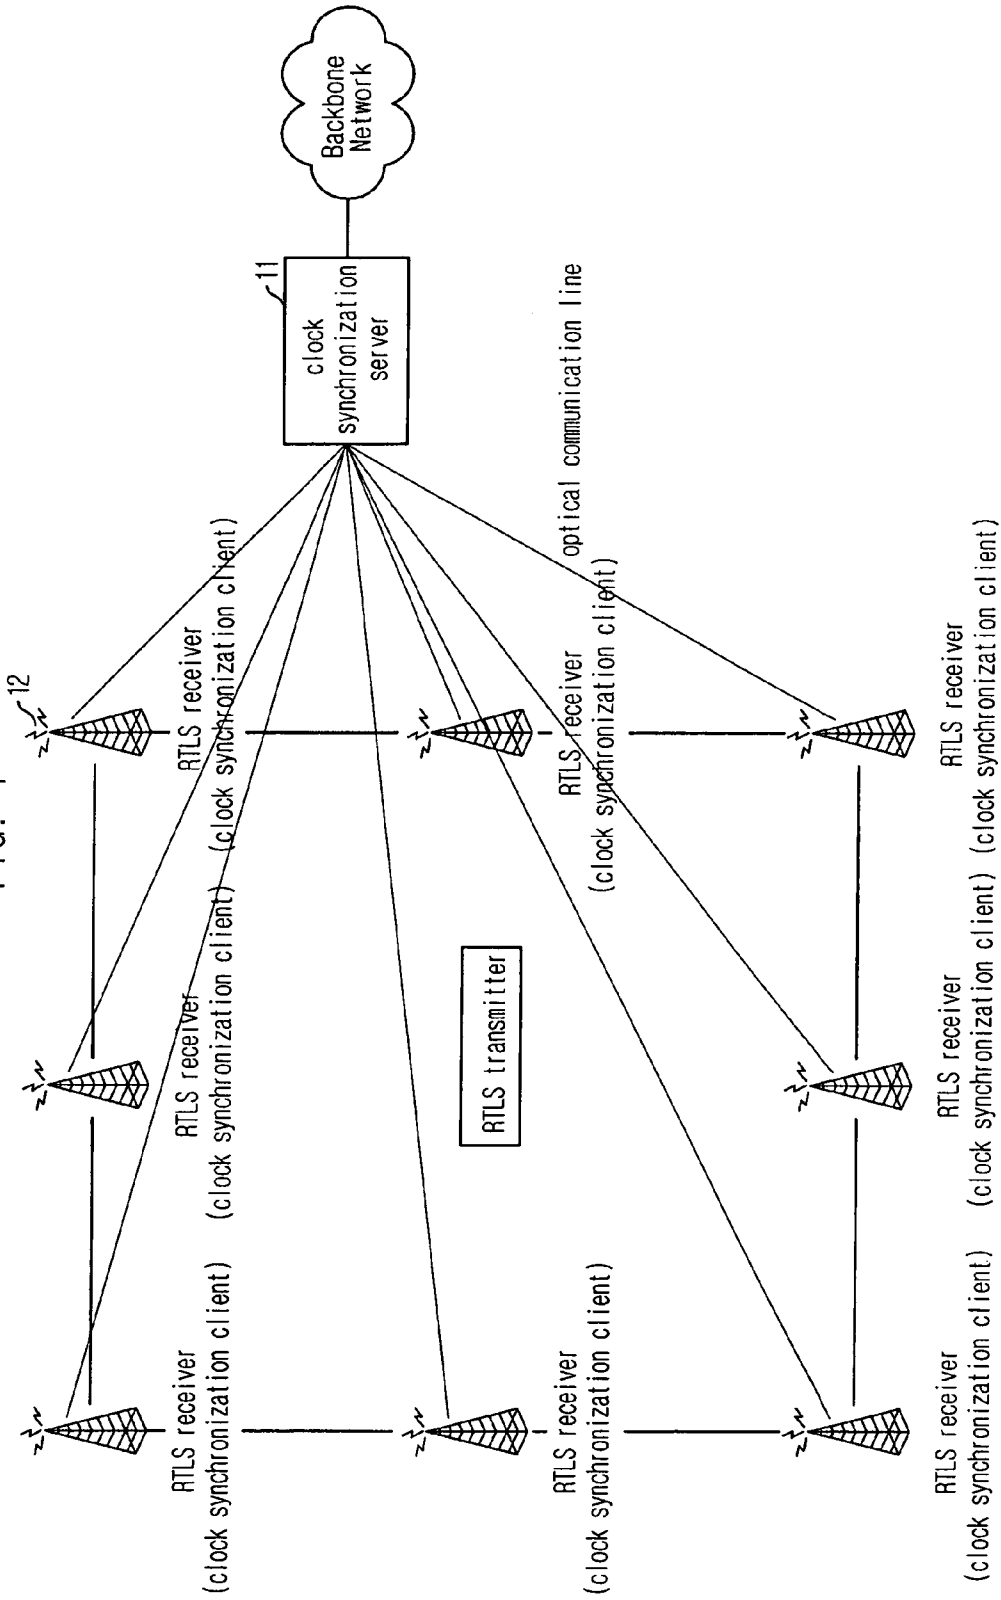 12
RTLS receiver
(clock synchronization client)
RTLS receiver
(clock synchronization client)
RTLS receiver
(clock synchronization client)
11
clock
synchronization
server
Backbone
Network
RTLS transmitter
RTLS receiver
(clock synchronization client)
RTLS receiver
(clock synchronization client)
optical communication line
RTLS receiver
(clock synchronization client)
RTLS receiver
(clock synchronization client)
RTLS receiver
(clock synchronization client)